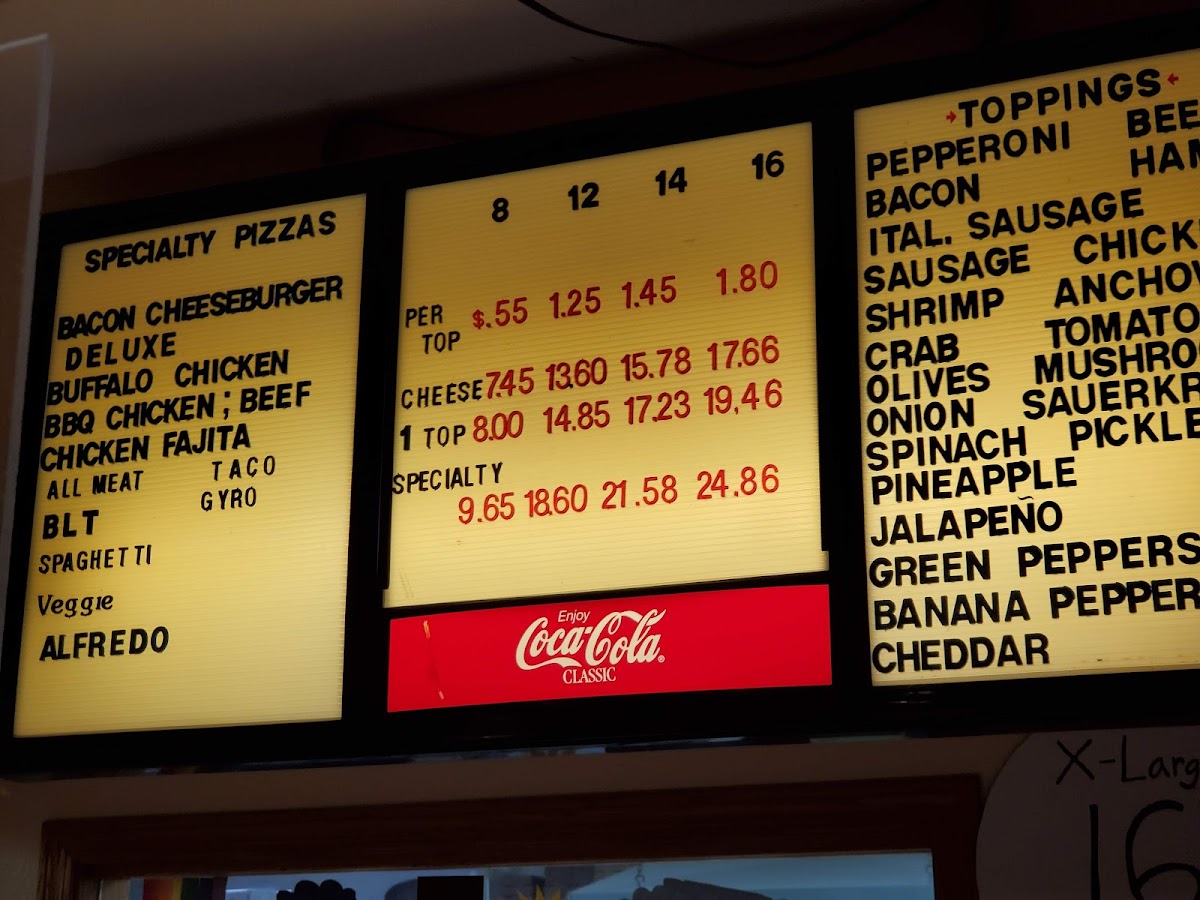 SPECIALTY PIZZAS
BACON CHEESEBURGER
DELUXE
BUFFALO CHICKEN
BBQ CHICKEN ; BEEF
CHICKEN FAJITA
ALL MEAT TACO
GYRO
BLT
SPAGHETTI
Veggie
ALFREDO
8 12 14 16
PER $.55 1.25 1.45 1.80
TOP
CHEESE 7.45 13.60 15.78 17.66
1 TOP 8.00 14.85 17.23 19,46
SPECIALTY
9.65 18.60 21.58 24.86
Enjoy
Coca-Cola
CLASSIC
TOPPINGS
PEPPERONI
BACON
ITAL. SAUSAGE
SAUSAGE
SHRIMP
CRAB
OLIVES
ONION
SPINACH
PINEAPPLE
JALAPEÑO
GREEN PEPPERS
BANANA PEPPER
CHEDDAR
16